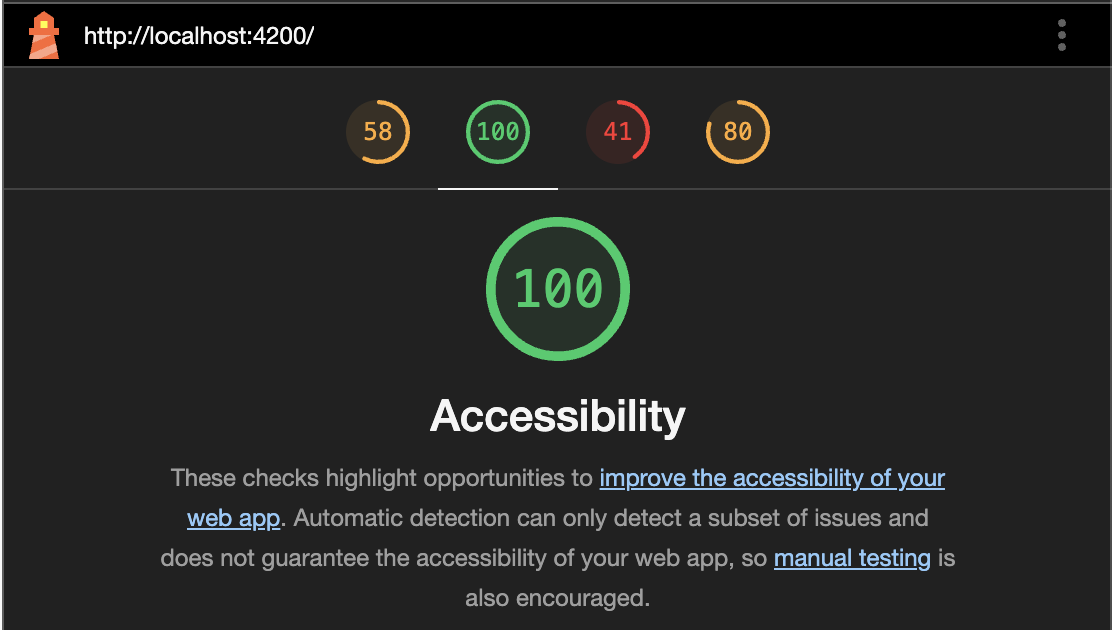 http://localhost:4200/
58 100 41 80
100
Accessibility
These checks highlight opportunities to improve the accessibility of your
web app. Automatic detection can only detect a subset of issues and
does not guarantee the accessibility of your web app, so manual testing is
also encouraged.